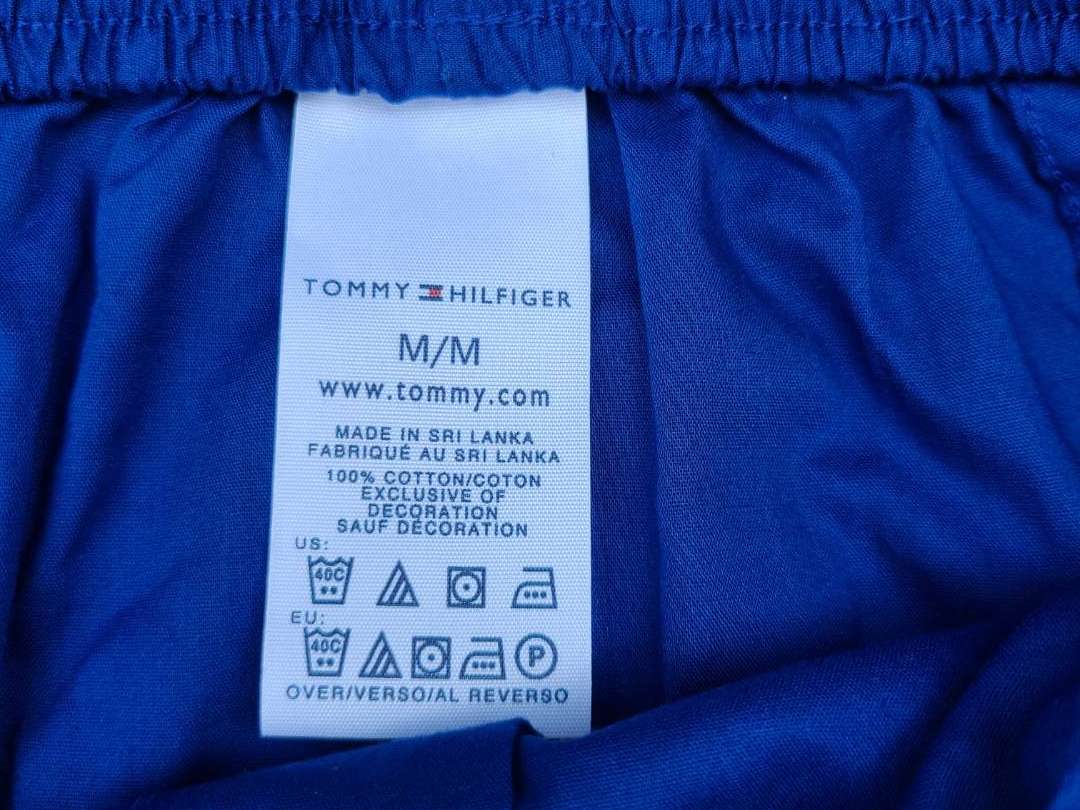 TOMMY HILFIGER
M/M
www.tommy.com
MADE IN SRI LANKA
FABRIQUÉ AU SRI LANKA
100% COTTON/COTON
EXCLUSIVE OF
DECORATION
SAUF DÉCORATION
US:
40C
EU:
40C P
OVER/VERSO/AL REVERSO